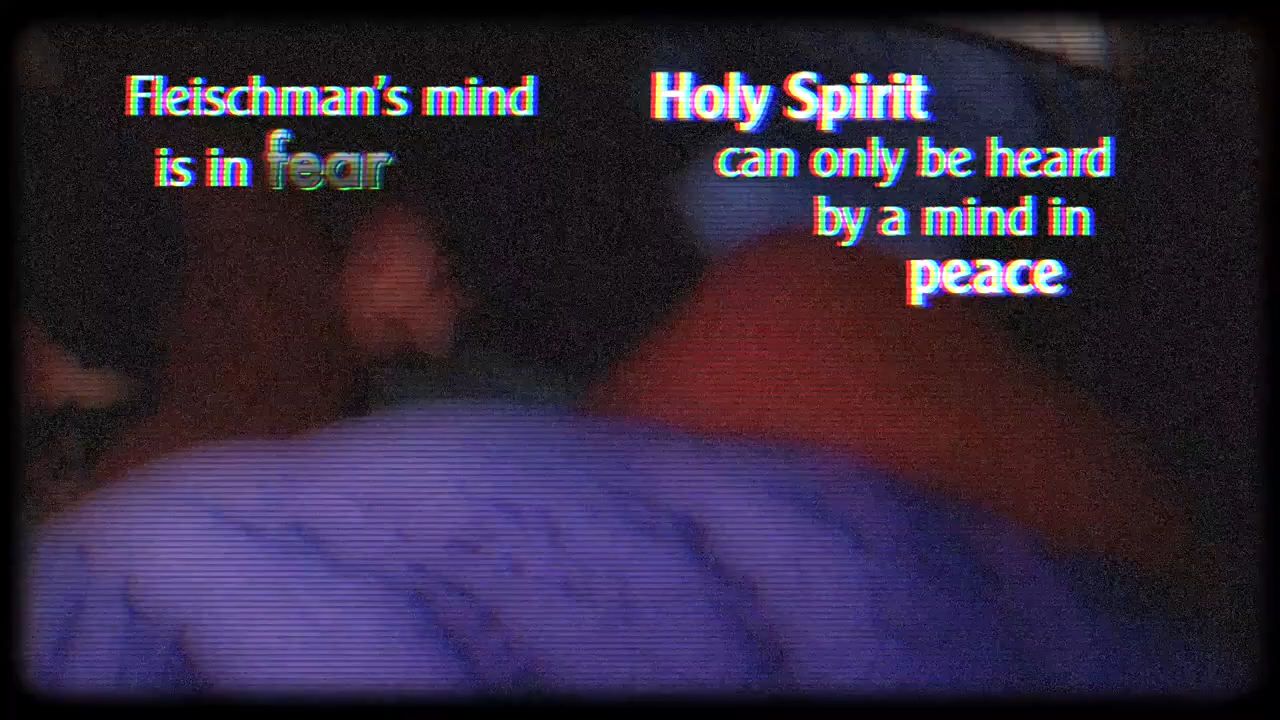 Fleischman's mind
is in fear
Holy Spirit
can only be heard
by a mind in
peace